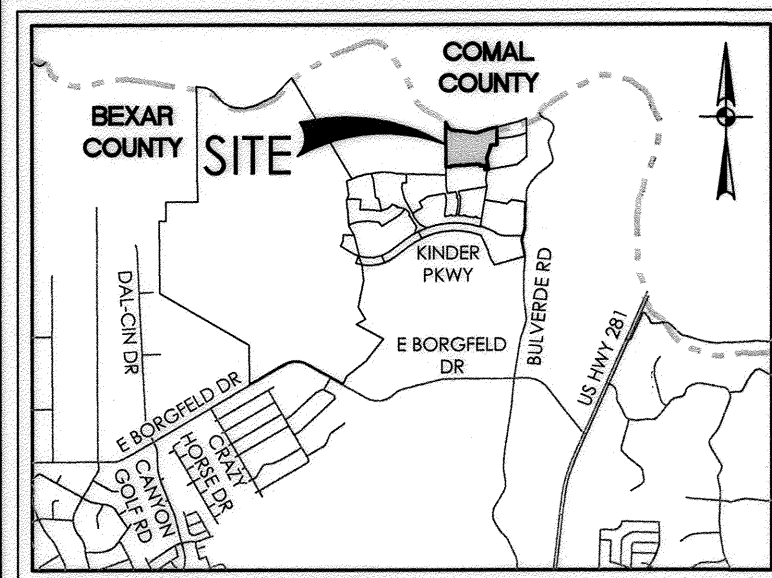 COMAL
COUNTY
BEXAR
COUNTY
SITE
KINDER
PKWY
BULVERDE RD
DAL-CIN DR
E BORGFELD
DR
US HWY 281
E BORGFELD DR
CRAZY
HORSE DR
CANYON
GOLF RD